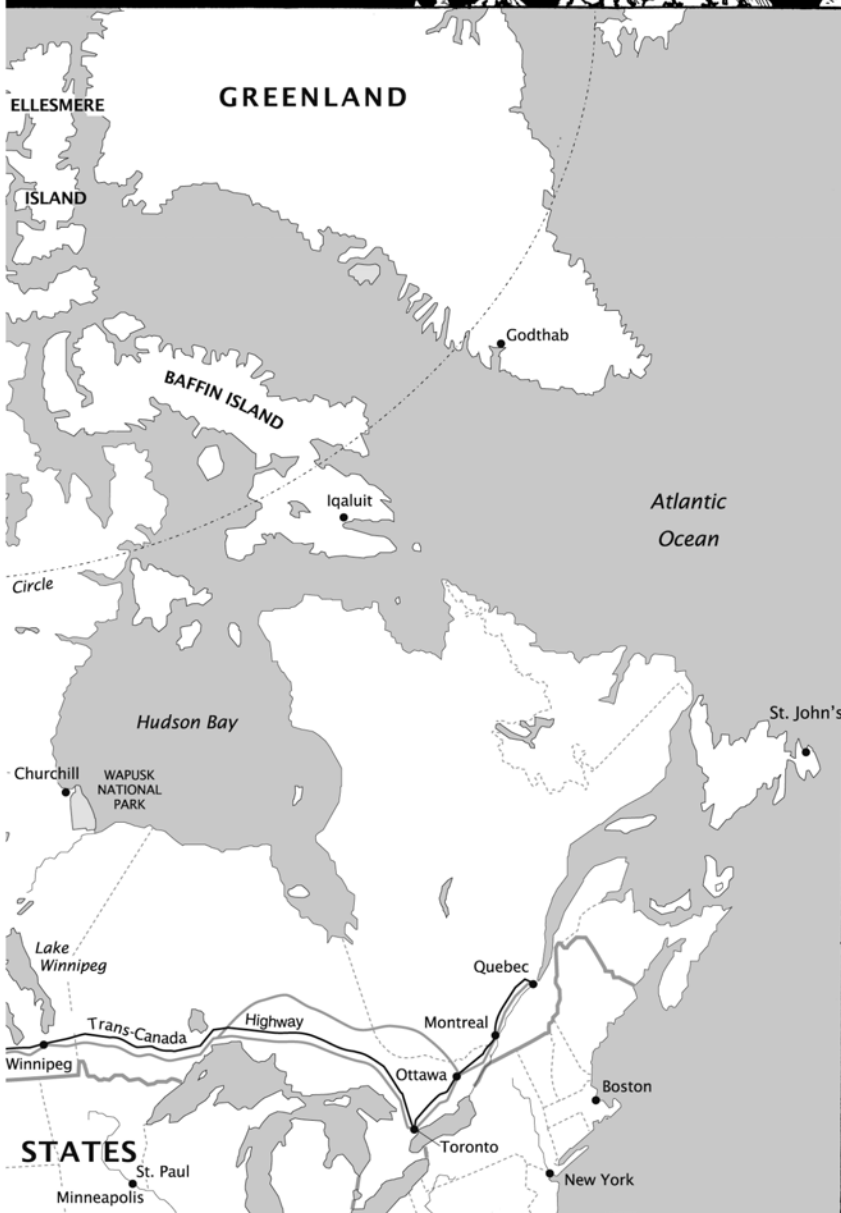 GREENLAND
ELLESMERE
ISLAND
Godthab
BAFFIN ISLAND
Iqaluit
Atlantic
Ocean
Circle
Hudson Bay
St. John's
Churchill
WAPUSK
NATIONAL
PARK
Lake
Winnipeg
Quebec
Trans-Canada
Highway
Montreal
Winnipeg
Ottawa
Boston
Toronto
STATES
St. Paul
Minneapolis
New York